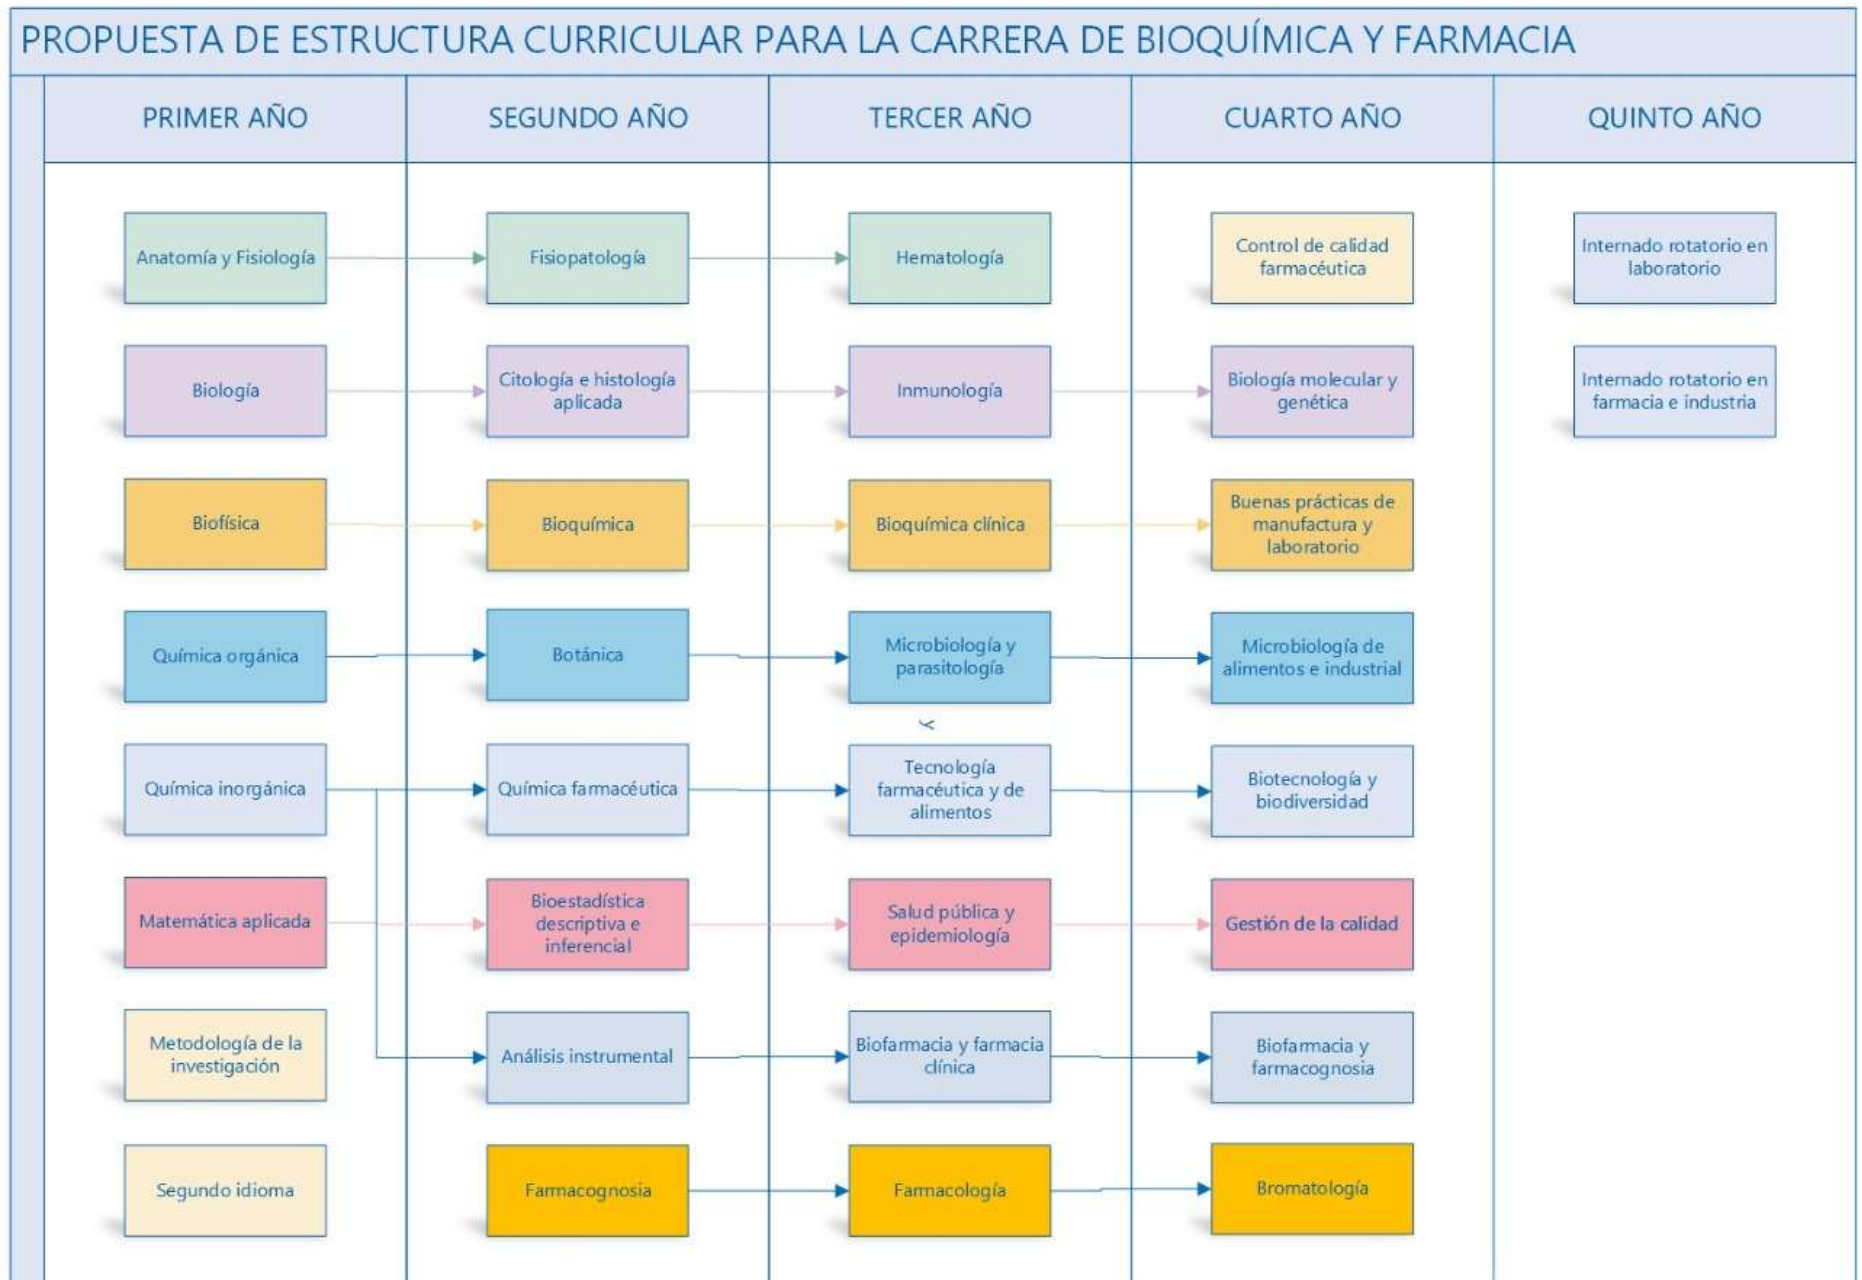 PROPUESTA DE ESTRUCTURA CURRICULAR PARA LA CARRERA DE BIOQUÍMICA Y FARMACIA
PRIMER AÑO
SEGUNDO AÑO
TERCER AÑO
CUARTO AÑO
QUINTO AÑO
Anatomía y Fisiología
Fisiopatología
Hematología
Control de calidad
farmacéutica
Internado rotatorio en
laboratorio
Biología
Citología e histología
aplicada
Inmunología
Biología molecular y
genética
Internado rotatorio en
farmacia e industria
Biofísica
Bioquímica
Bioquímica clínica
Buenas prácticas de
manufactura y
laboratorio
Química orgánica
Botánica
Microbiología y
parasitología
Microbiología de
alimentos e industrial
y
Química inorgánica
Química farmacéutica
Tecnología
farmacéutica y de
alimentos
Biotecnología y
biodiversidad
Matemática aplicada
Bioestadística
descriptiva e
inferencial
Salud pública y
epidemiología
Gestión de la calidad
Metodología de la
investigación
Análisis instrumental
Biofarmacia y farmacia
clínica
Biofarmacia y
farmacognosia
Segundo idioma
Farmacognosia
Farmacología
Bromatología